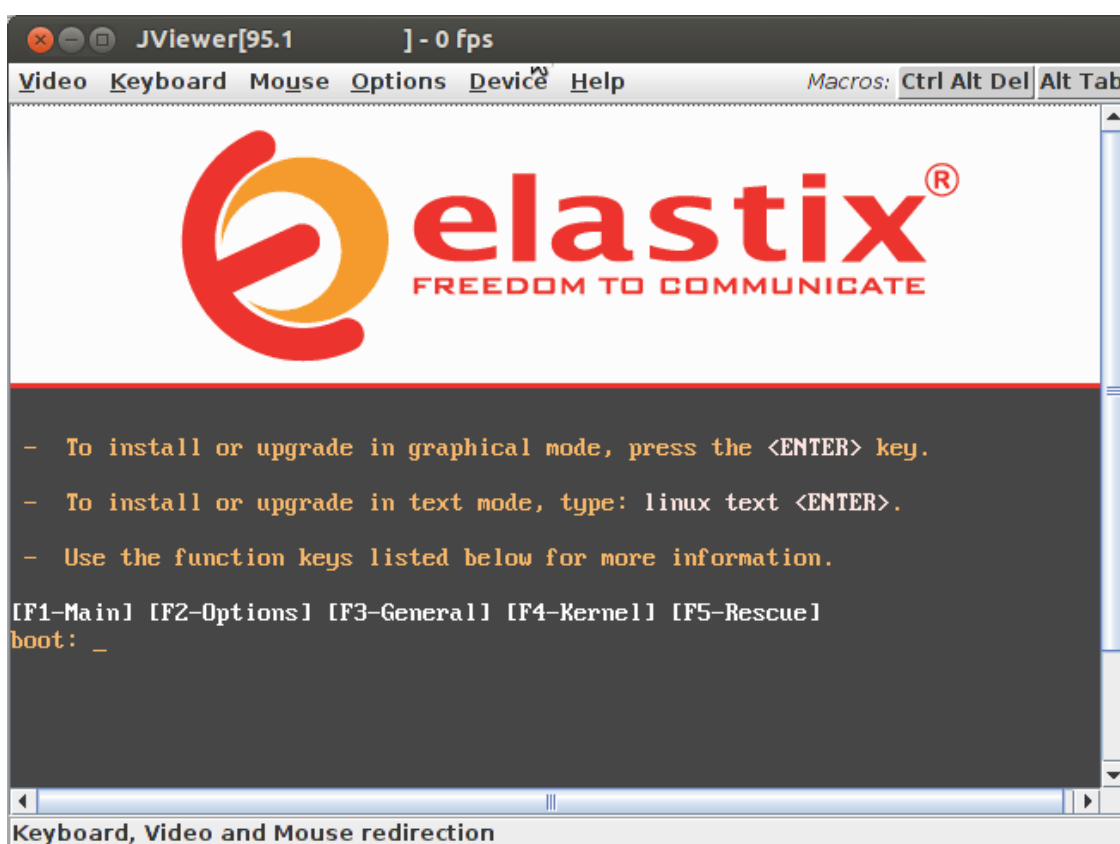 JViewer[95.1 ] - 0 fps
Video Keyboard Mouse Options Device Help Macros: Ctrl Alt Del Alt Tab
elastix®
FREEDOM TO COMMUNICATE
- To install or upgrade in graphical mode, press the <ENTER> key.
- To install or upgrade in text mode, type: linux text <ENTER>.
- Use the function keys listed below for more information.
[F1-Main] [F2-Options] [F3-General] [F4-Kernel] [F5-Rescue]
boot: _
Keyboard, Video and Mouse redirection